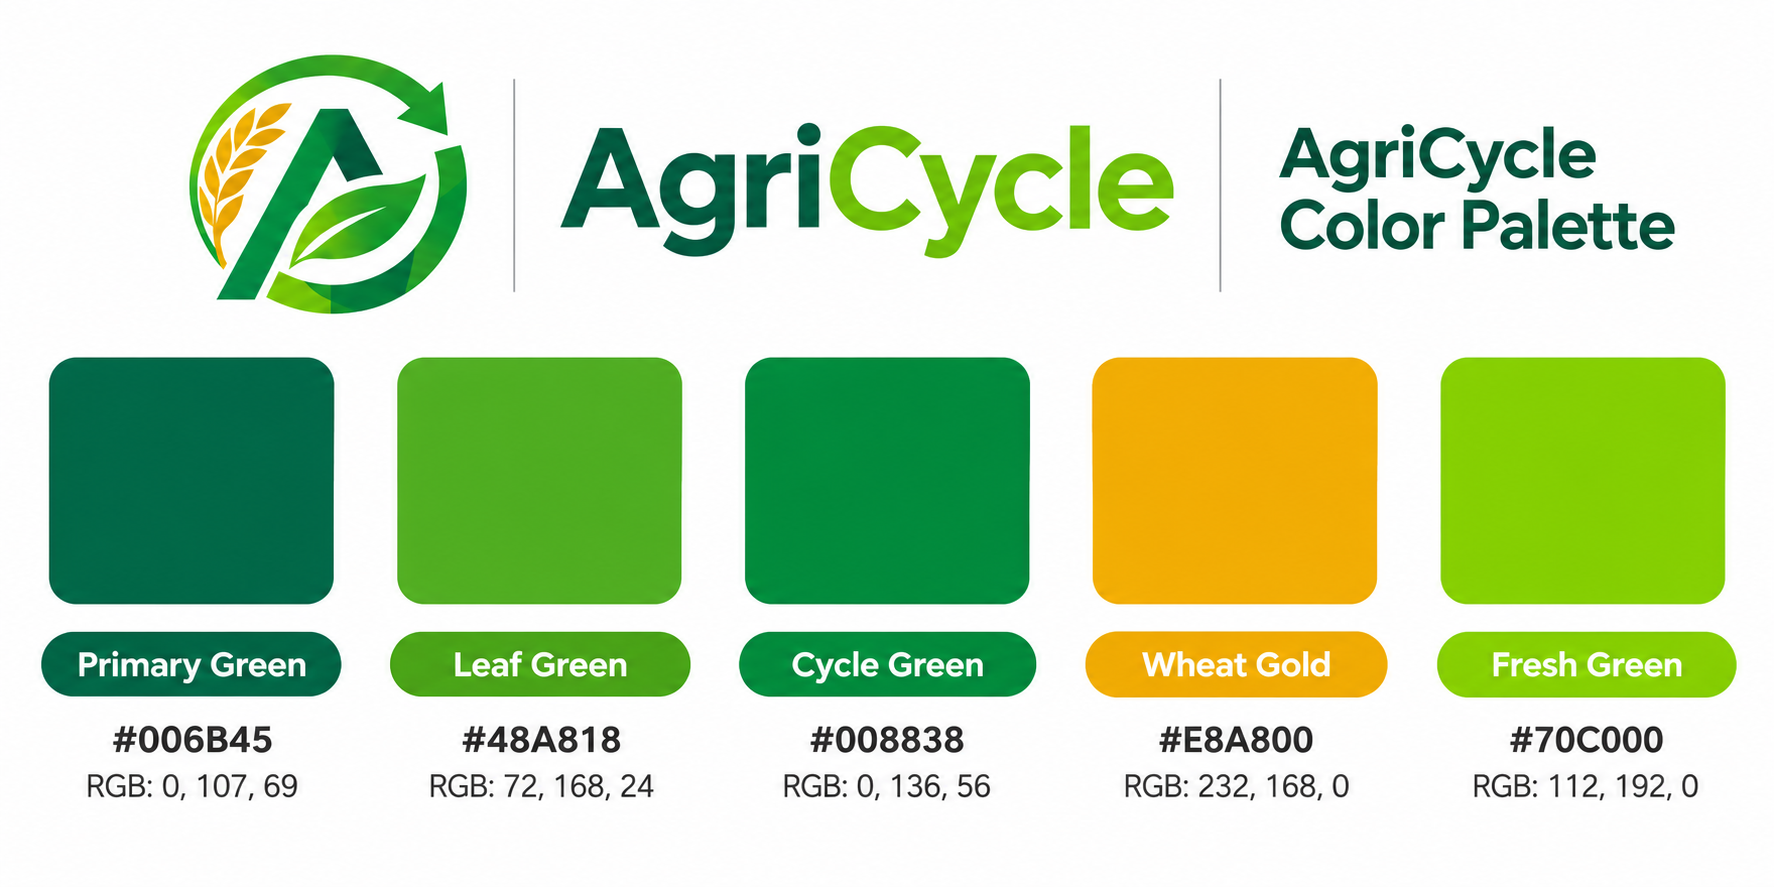 AgriCycle
AgriCycle
Color Palette
Primary Green
Leaf Green
Cycle Green
Wheat Gold
Fresh Green
#006B45
#48A818
#008838
#E8A800
#70C000
RGB: 0, 107, 69
RGB: 72, 168, 24
RGB: 0, 136, 56
RGB: 232, 168, 0
RGB: 112, 192, 0